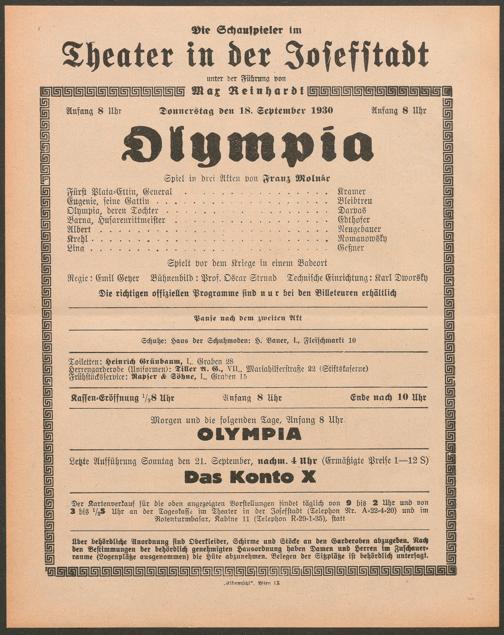 Die Schauspieler im
Theater in der Josefstadt
unter der Führung von
Max Reinhardt
Anfang 8 Uhr Donnerstag den 18. September 1930 Anfang 8 Uhr
Olympia
Spiel in drei Akten von Franz Molnár
Fürst Plata-Ettin, General . . . Kramer
Eugenie, seine Gattin . . . Bleibtreu
Olympia, deren Tochter . . . Darvas
Barna, Husarenrittmeister . . . Edthofer
Albert . . . Neugebauer
Krehl . . . Romanowsky
Lina . . . Geßner
Spielt vor dem Kriege in einem Badeort
Regie: Emil Geyer Bühnenbild: Prof. Oscar Strnad Technische Einrichtung: Karl Dworsky
Die richtigen offiziellen Programme sind nur bei den Billeteuren erhältlich
Pause nach dem zweiten Akt
Schuhe: Haus der Schuhmoden: H. Bauer, I., Fleischmarkt 10
Toiletten: Heinrich Grünbaum, I., Graben 28
Herrengarderobe (Uniformen): Tiller A. G., VII., Mariahilferstraße 22 (Stiftskaserne)
Frühstückservice: Rasper & Söhne, I., Graben 15
Kassen-Eröffnung 1/28 Uhr Anfang 8 Uhr Ende nach 10 Uhr
Morgen und die folgenden Tage, Anfang 8 Uhr
OLYMPIA
Letzte Aufführung Sonntag den 21. September, nachm. 4 Uhr (Ermäßigte Preise 1—12 S)
Das Konto X
Der Kartenverkauf für die oben angezeigten Vorstellungen findet täglich von 9 bis 2 Uhr und von
3 bis 1/25 Uhr an der Tageskasse im Theater in der Josefstadt (Telephon Nr. A-22-4-20) und im
Rotenturmbasar, Kabine 11 (Telephon R-29-1-35), statt
Über behördliche Anordnung sind Oberkleider, Schirme und Stöcke an den Garderoben abzugeben. Nach
den Bestimmungen der behördlich genehmigten Hausordnung haben Damen und Herren im Zuschauer-
raume (Logenplätze ausgenommen) die Hüte abzunehmen. Belegen der Sitzplätze ist behördlich untersagt.
Wien IX